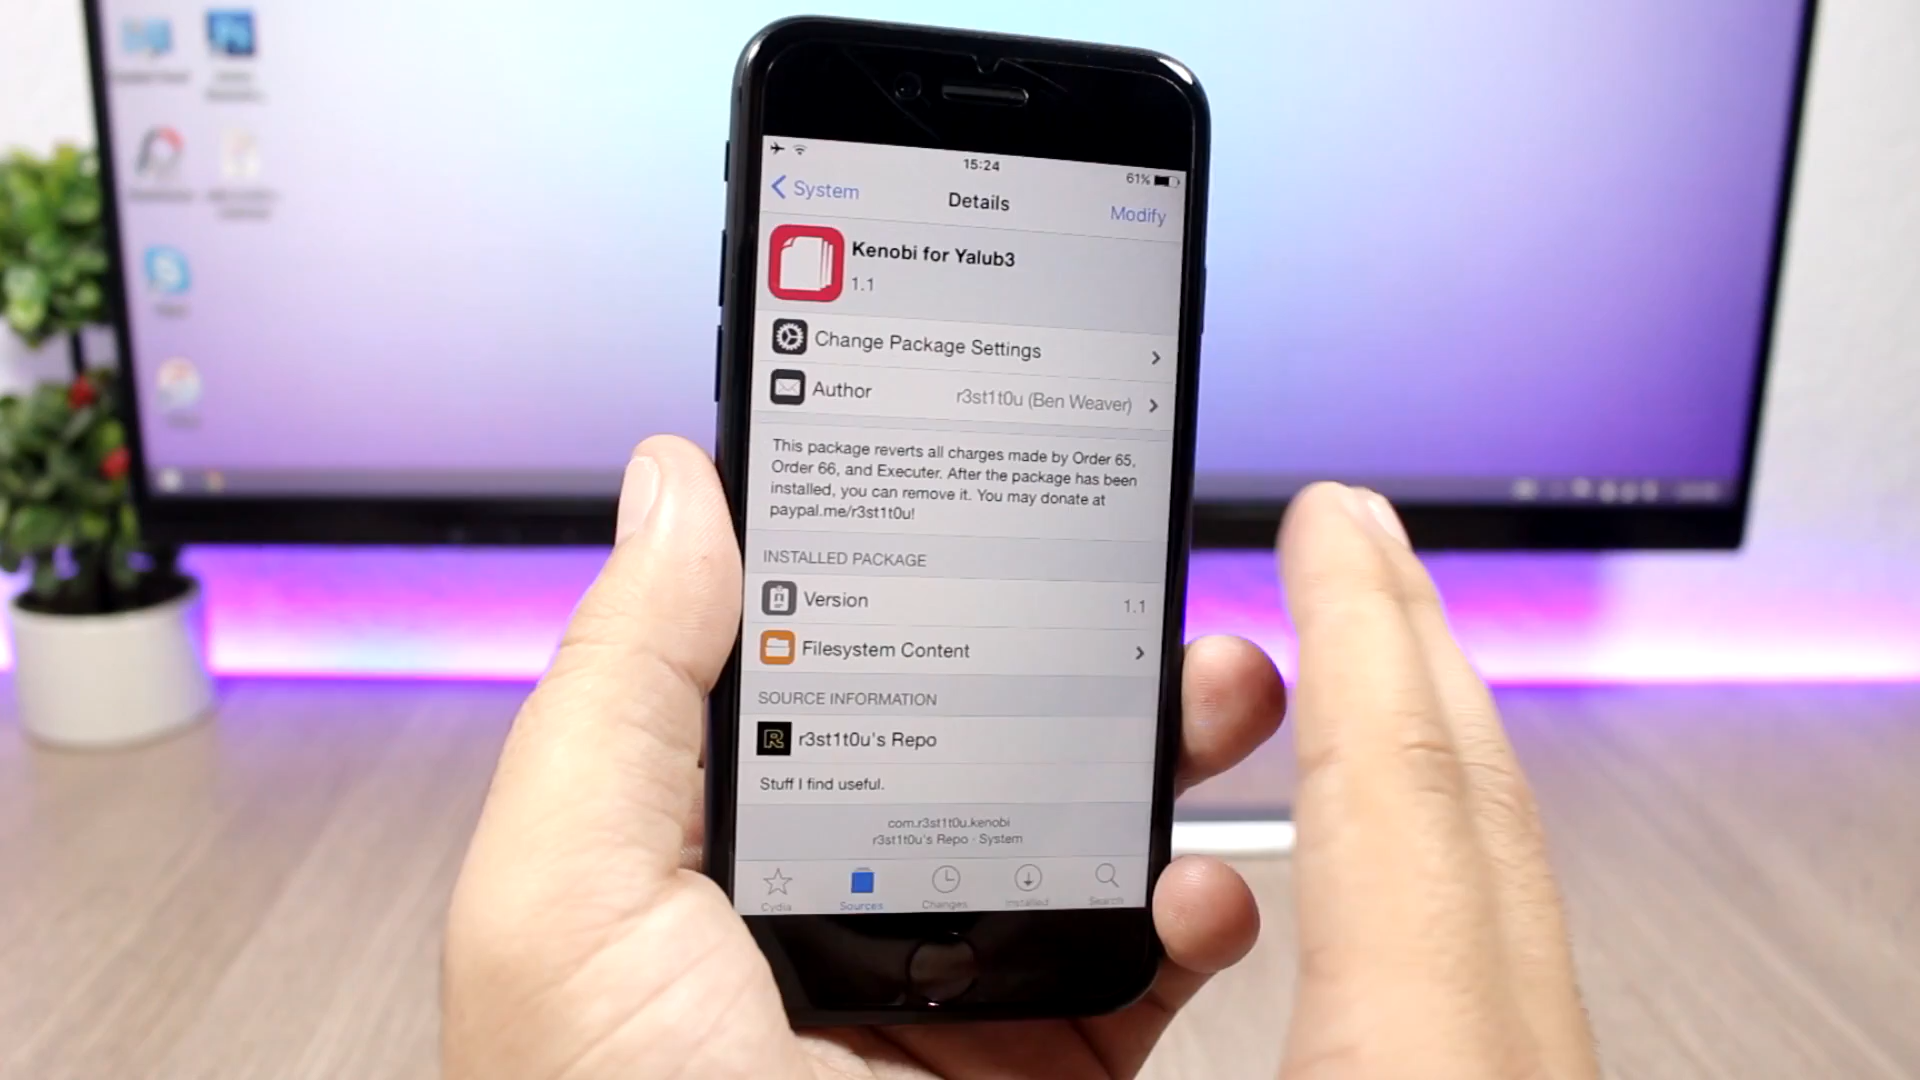 15:24
61%
System
Details
Modify
Kenobi for Yalub3
1.1
Change Package Settings
Author
r3st1t0u (Ben Weaver)
This package reverts all charges made by Order 65,
Order 66, and Executer. After the package has been
installed, you can remove it. You may donate at
paypal.me/r3st1t0u!
INSTALLED PACKAGE
Version
1.1
Filesystem Content
SOURCE INFORMATION
R
r3st1t0u's Repo
Stuff I find useful.
com.r3st1t0u.kenobi
r3st1t0u's Repo · System
Cydia
Sources
Changes
Installed
Search